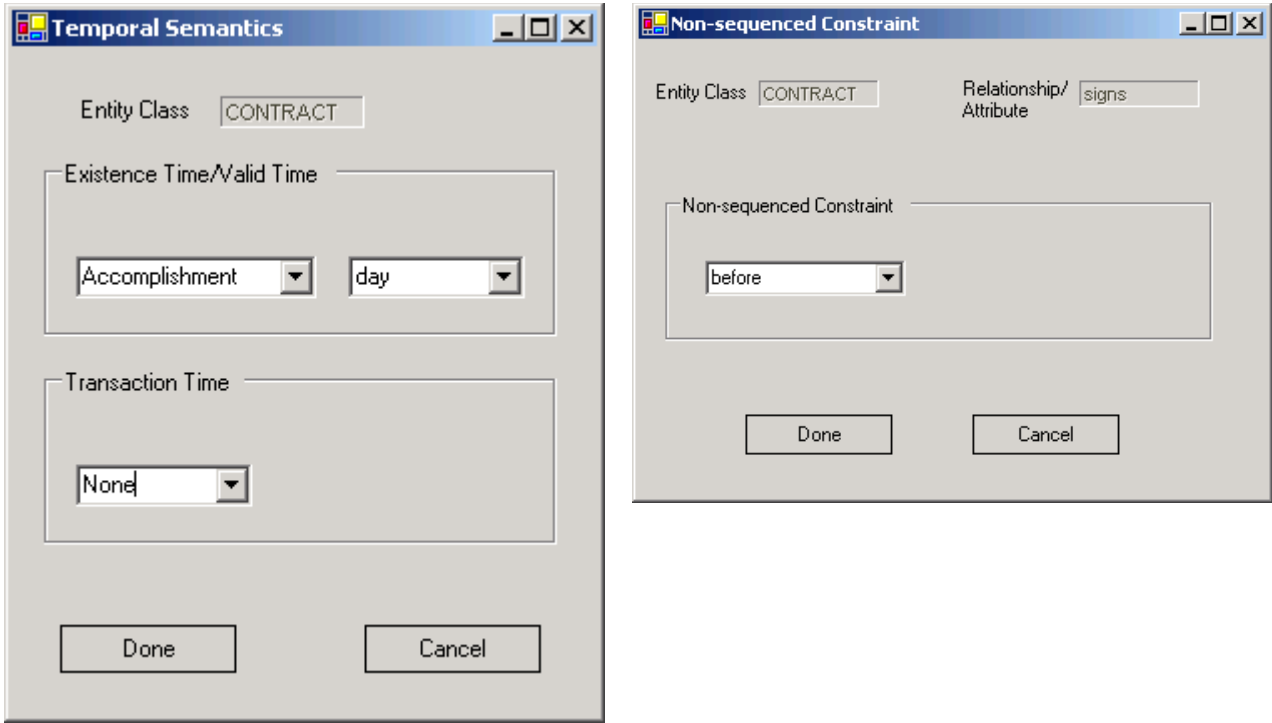 Temporal Semantics
Entity Class CONTRACT
Existence Time/Valid Time
Accomplishment day
Transaction Time
None
Done Cancel
Non-sequenced Constraint
Entity Class CONTRACT Relationship/ signs
Attribute
Non-sequenced Constraint
before
Done Cancel